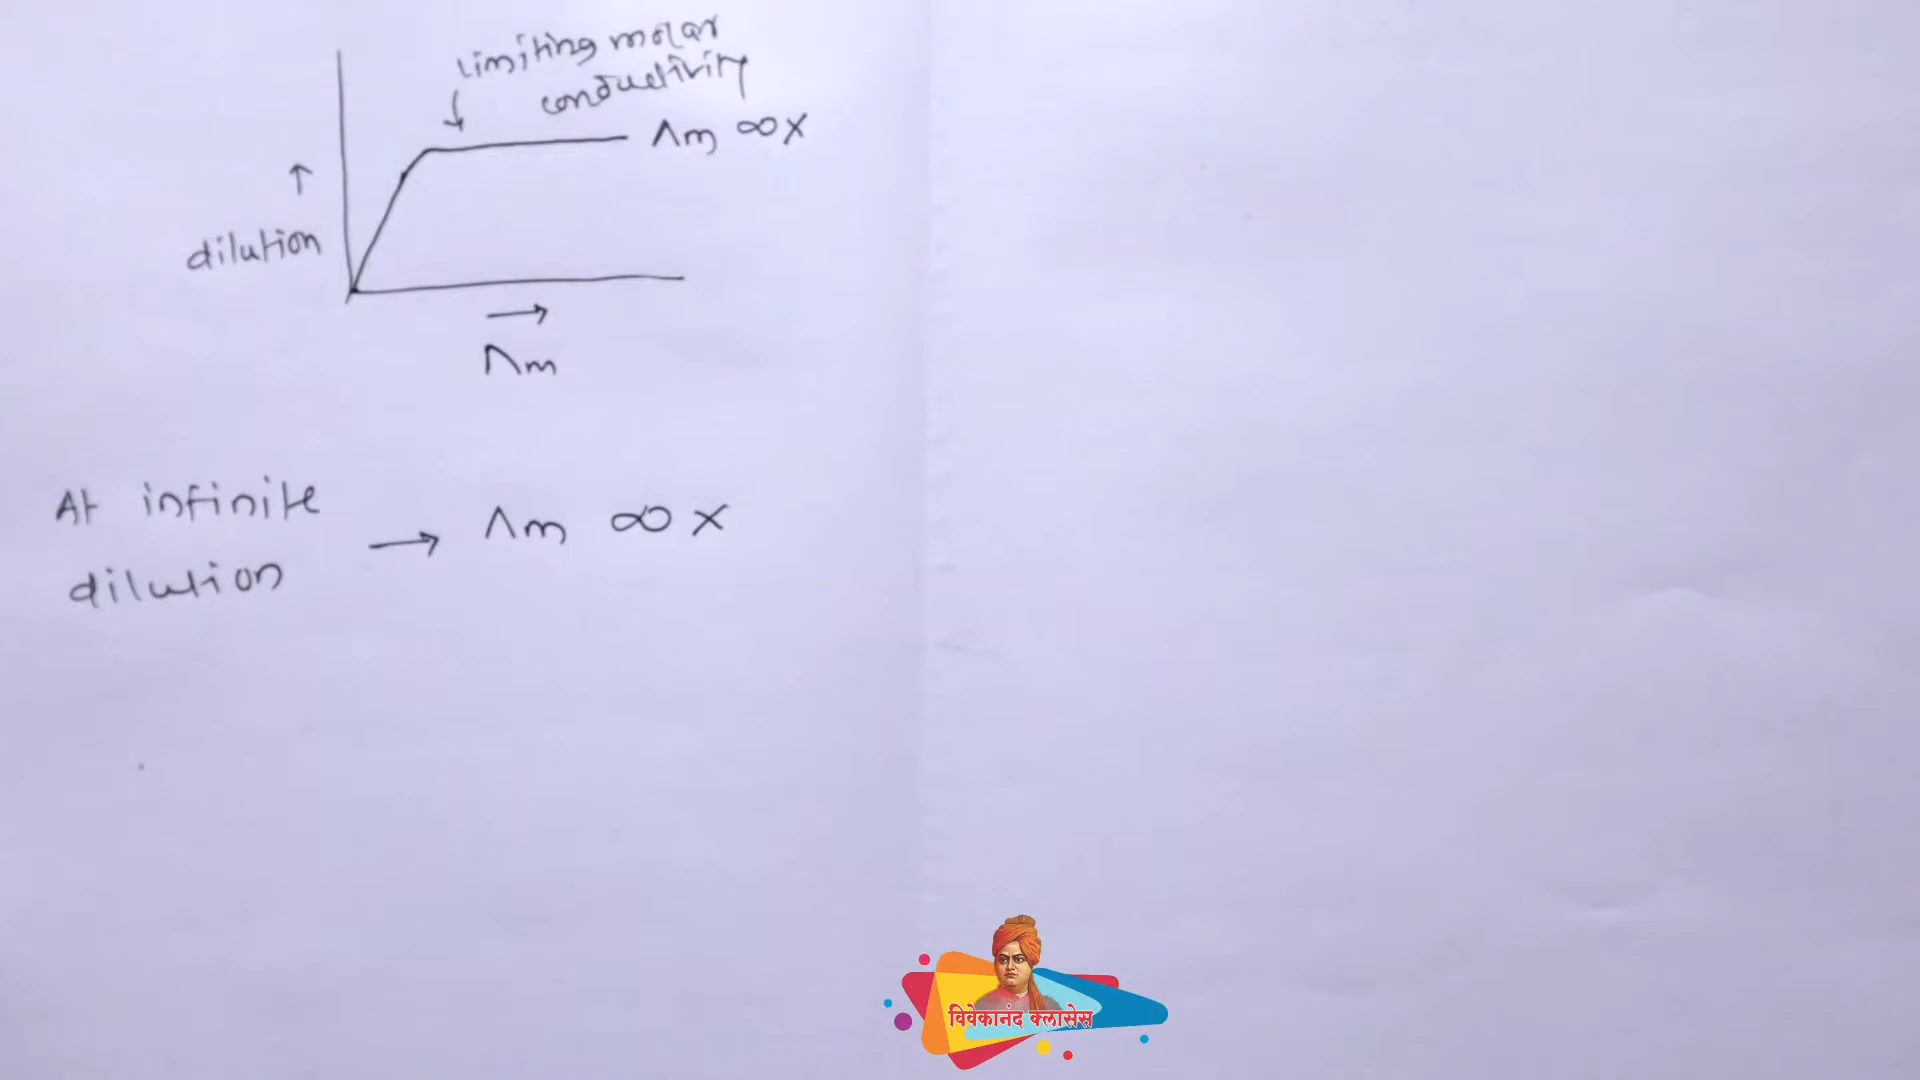 limiting molar
conductivity
Λm ∞ X
↑
dilution
→
Λm
At infinite
dilution → Λm ∞ X
विवेकानंद क्लासेस